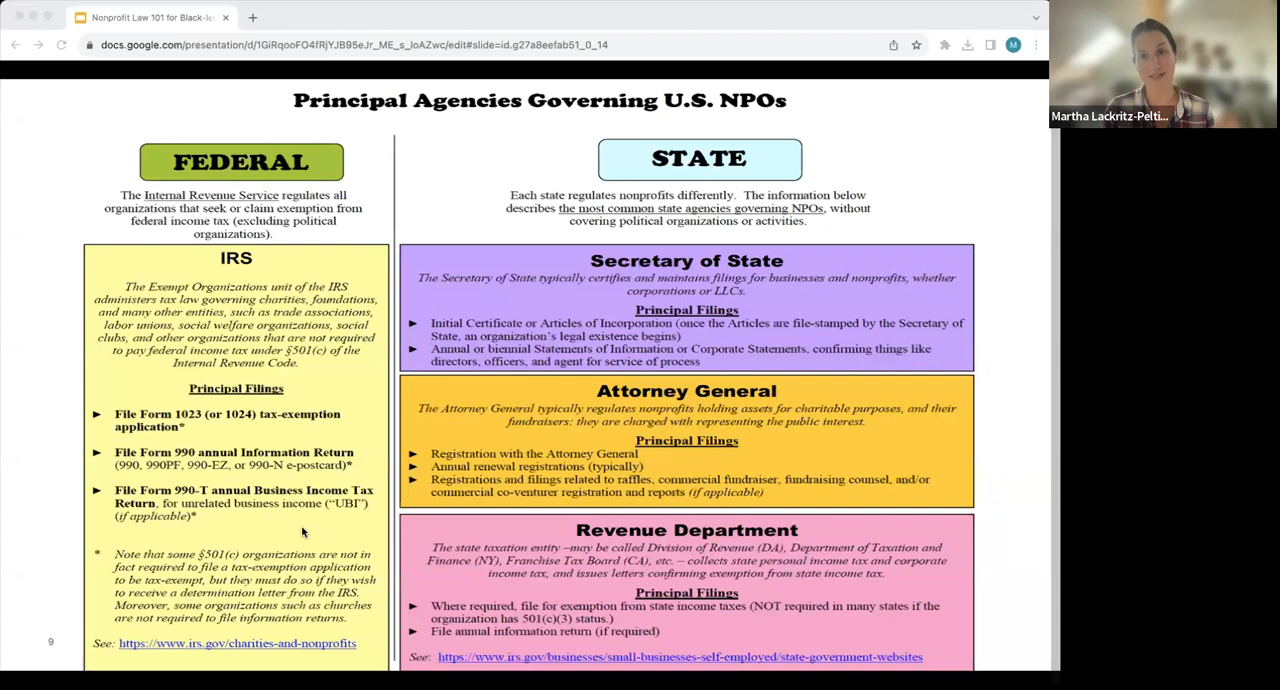 Nonprofit Law 101 for Black-le
docs.google.com/presentation/d/1GiRqooFO4fRjYJB95eJr_ME_s_IoAZwc/edit#slide=id.g27a8eefab51_0_14
M
Martha Lackritz-Pelti...
Principal Agencies Governing U.S. NPOs
FEDERAL
The Internal Revenue Service regulates all
organizations that seek or claim exemption from
federal income tax (excluding political
organizations).
IRS
The Exempt Organizations unit of the IRS
administers tax law governing charities, foundations,
and many other entities, such as trade associations,
labor unions, social welfare organizations, social
clubs, and other organizations that are not required
to pay federal income tax under §501(c) of the
Internal Revenue Code.
Principal Filings
► File Form 1023 (or 1024) tax-exemption
application*
► File Form 990 annual Information Return
(990, 990PF, 990-EZ, or 990-N e-postcard)*
► File Form 990-T annual Business Income Tax
Return, for unrelated business income ("UBI")
(if applicable)*
* Note that some §501(c) organizations are not in
fact required to file a tax-exemption application
to be tax-exempt, but they must do so if they wish
to receive a determination letter from the IRS.
Moreover, some organizations such as churches
are not required to file information returns.
See: https://www.irs.gov/charities-and-nonprofits
9
STATE
Each state regulates nonprofits differently. The information below
describes the most common state agencies governing NPOs, without
covering political organizations or activities.
Secretary of State
The Secretary of State typically certifies and maintains filings for businesses and nonprofits, whether
corporations or LLCs.
Principal Filings
► Initial Certificate or Articles of Incorporation (once the Articles are file-stamped by the Secretary of
State, an organization's legal existence begins)
► Annual or biennial Statements of Information or Corporate Statements, confirming things like
directors, officers, and agent for service of process
Attorney General
The Attorney General typically regulates nonprofits holding assets for charitable purposes, and their
fundraisers: they are charged with representing the public interest.
Principal Filings
► Registration with the Attorney General
► Annual renewal registrations (typically)
► Registrations and filings related to raffles, commercial fundraiser, fundraising counsel, and/or
commercial co-venturer registration and reports (if applicable)
Revenue Department
The state taxation entity –may be called Division of Revenue (DA), Department of Taxation and
Finance (NY), Franchise Tax Board (CA), etc. – collects state personal income tax and corporate
income tax, and issues letters confirming exemption from state income tax.
Principal Filings
► Where required, file for exemption from state income taxes (NOT required in many states if the
organization has 501(c)(3) status.)
► File annual information return (if required)
See: https://www.irs.gov/businesses/small-businesses-self-employed/state-government-websites